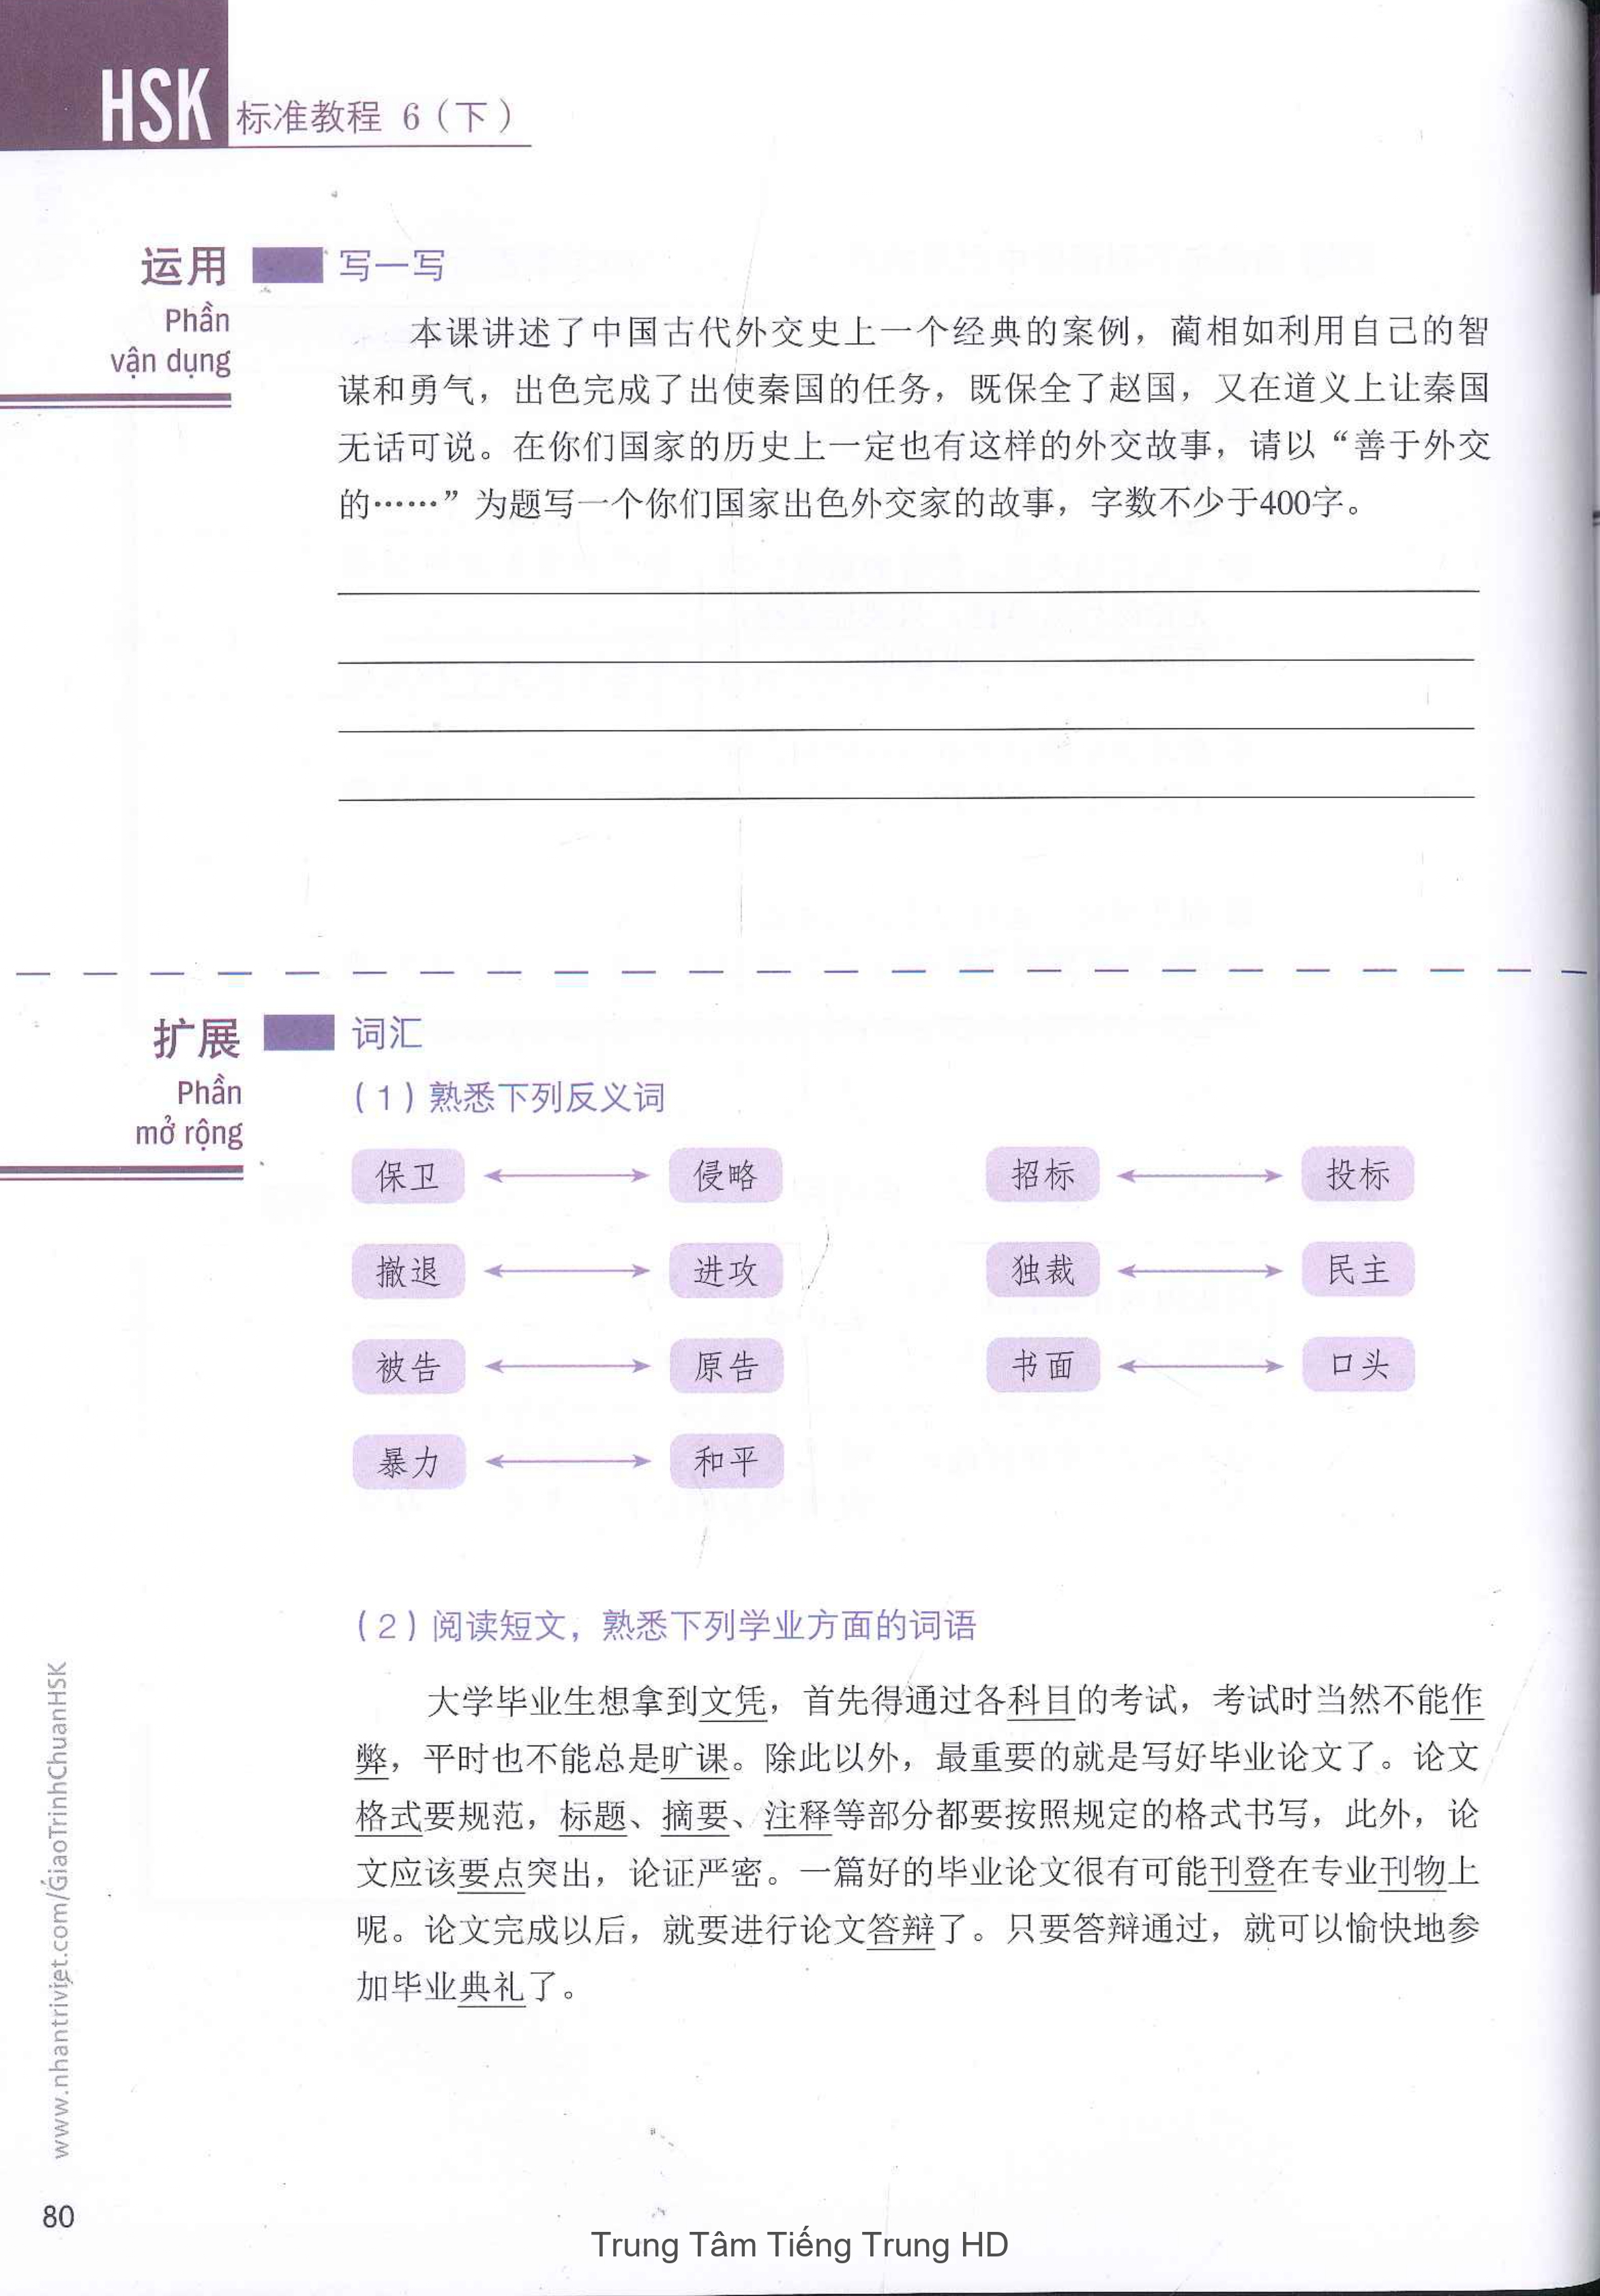 HSK 标准教程 6（下）
运用
Phần
vận dụng
写一写
本课讲述了中国古代外交史上一个经典的案例，蔺相如利用自己的智
谋和勇气，出色完成了出使秦国的任务，既保全了赵国，又在道义上让秦国
无话可说。在你们国家的历史上一定也有这样的外交故事，请以“善于外交
的……”为题写一个你们国家出色外交家的故事，字数不少于400字。
扩展
Phần
mở rộng
词汇
（1）熟悉下列反义词
保卫 侵略 招标 投标
撤退 进攻 独裁 民主
被告 原告 书面 口头
暴力 和平
（2）阅读短文，熟悉下列学业方面的词语
大学毕业生想拿到文凭，首先得通过各科目的考试，考试时当然不能作
弊，平时也不能总是旷课。除此以外，最重要的就是写好毕业论文了。论文
格式要规范，标题、摘要、注释等部分都要按照规定的格式书写，此外，论
文应该要点突出，论证严密。一篇好的毕业论文很有可能刊登在专业刊物上
呢。论文完成以后，就要进行论文答辩了。只要答辩通过，就可以愉快地参
加毕业典礼了。
www.nhantriviet.com/GiaoTrinhChuanHSK
80
Trung Tâm Tiếng Trung HD